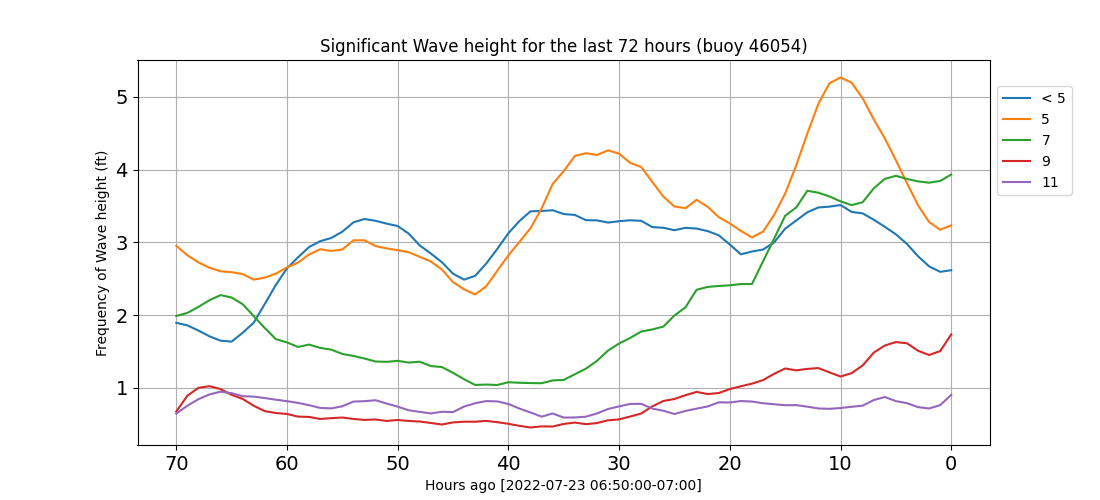 Significant Wave height for the last 72 hours (buoy 46054)
Frequency of Wave height (ft)
5
4
3
2
1
70 60 50 40 30 20 10 0
Hours ago [2022-07-23 06:50:00-07:00]
< 5
5
7
9
11